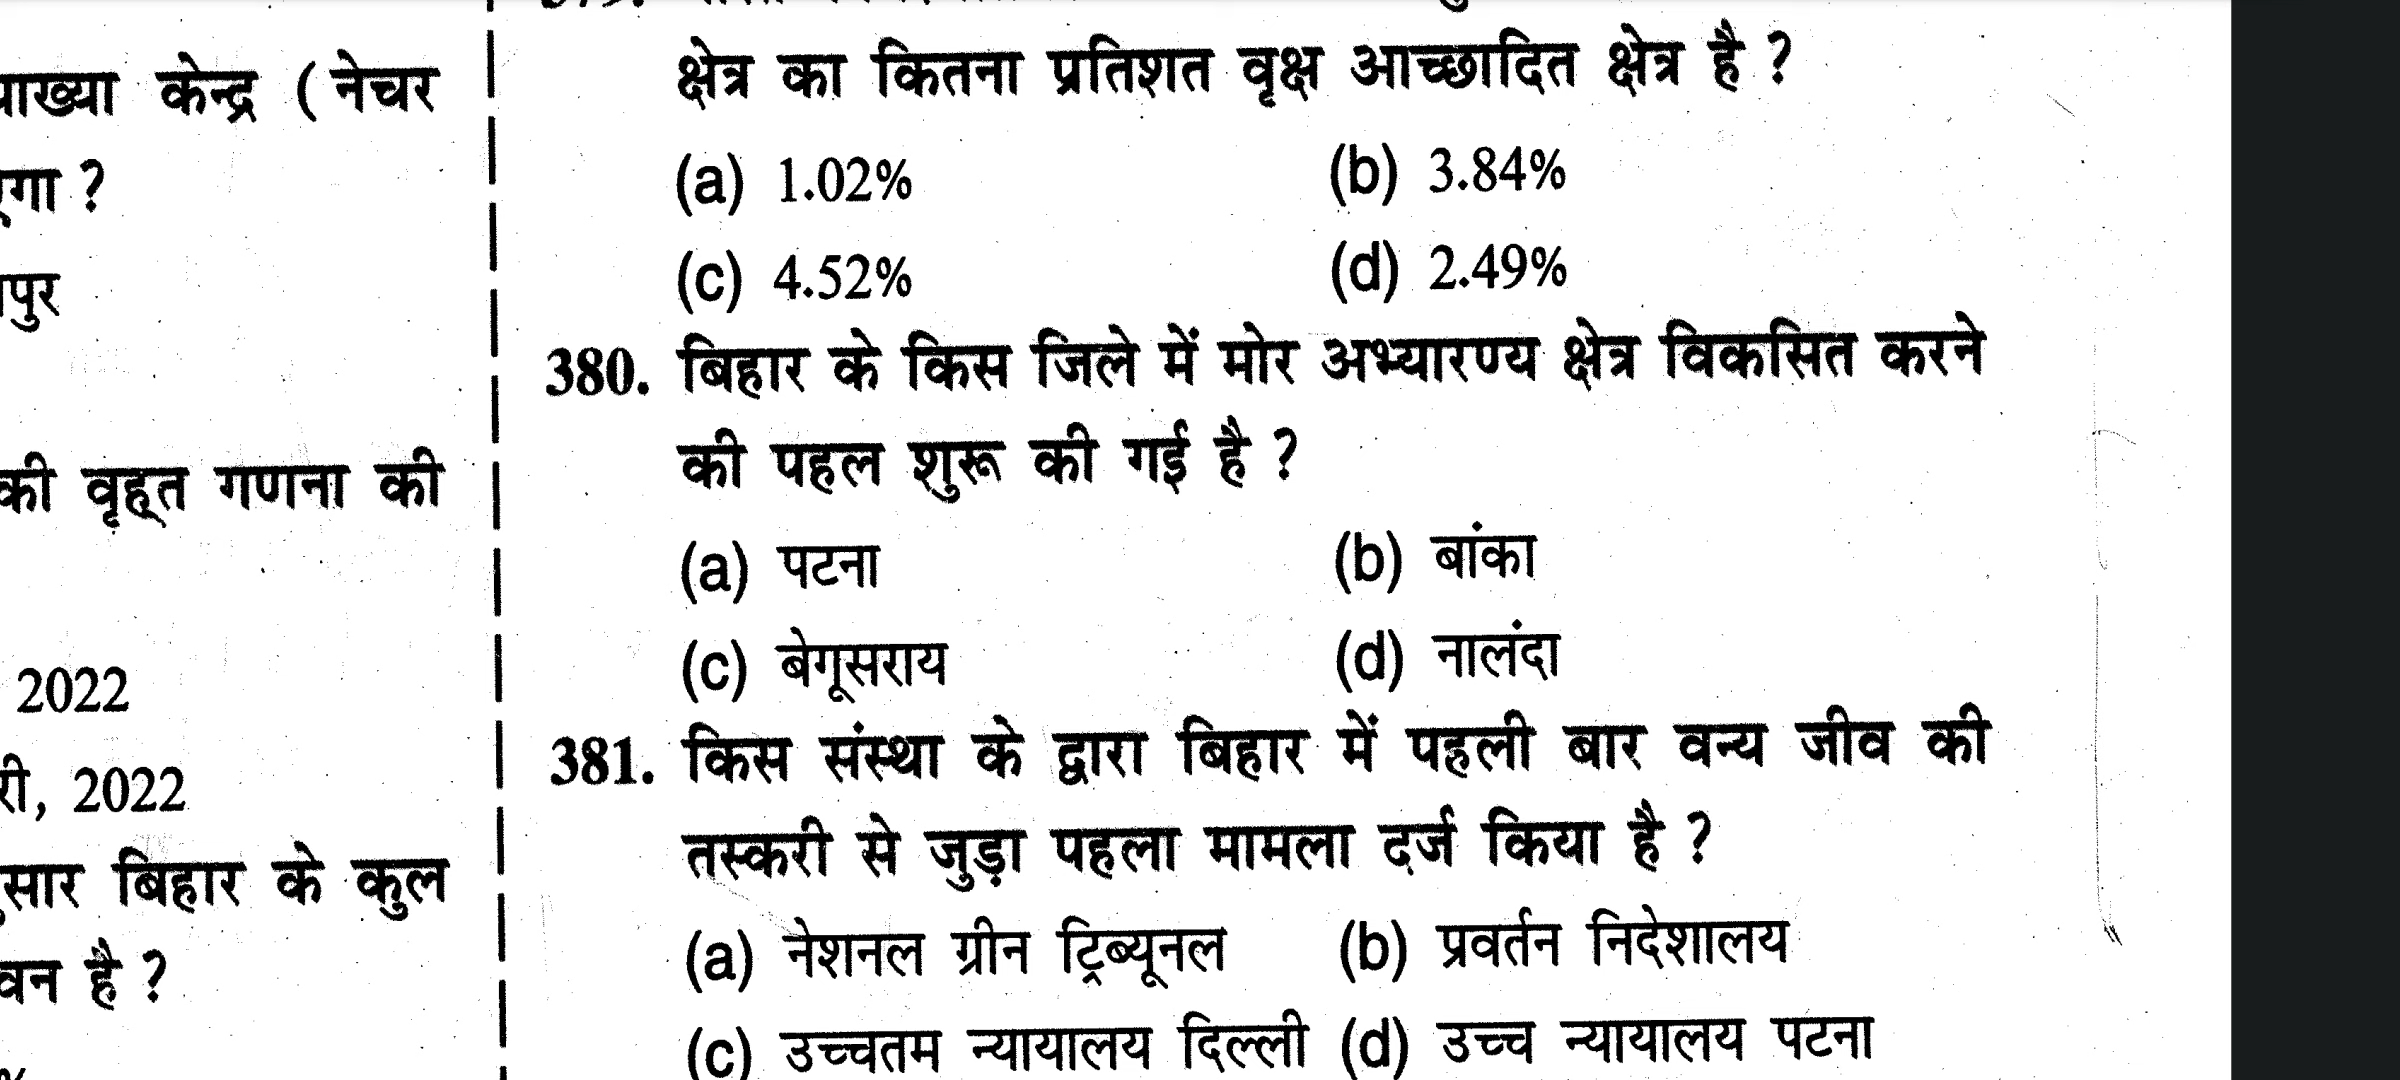 याख्या केन्द्र ( नेचर
गा ?
पुर
की वृहत गणना की
2022
री, 2022
सार बिहार के कुल
वन है ?
%
379.
क्षेत्र का कितना प्रतिशत वृक्ष आच्छादित क्षेत्र है ?
(a) 1.02% (b) 3.84%
(c) 4.52% (d) 2.49%
380. बिहार के किस जिले में मोर अभ्यारण्य क्षेत्र विकसित करने
की पहल शुरू की गई है ?
(a) पटना (b) बांका
(c) बेगूसराय (d) नालंदा
381. किस संस्था के द्वारा बिहार में पहली बार वन्य जीव की
तस्करी से जुड़ा पहला मामला दर्ज किया है ?
(a) नेशनल ग्रीन ट्रिब्यूनल (b) प्रवर्तन निदेशालय
(c) उच्चतम न्यायालय दिल्ली (d) उच्च न्यायालय पटना